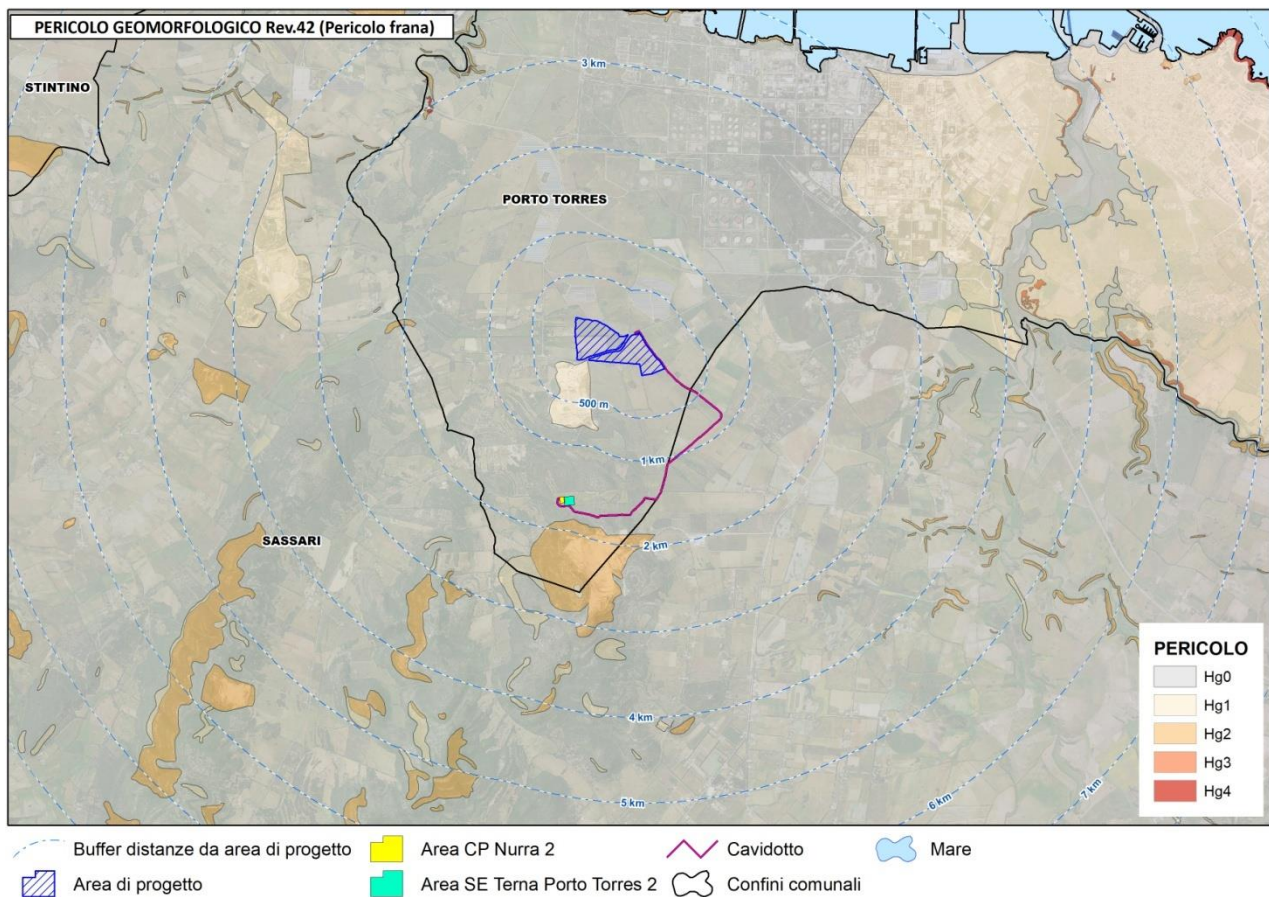 PERICOLO GEOMORFOLOGICO Rev.42 (Pericolo frana)
STINTINO
3 km
PORTO TORRES
500 m
1 km
SASSARI
2 km
4 km
5 km
6 km
7 km
PERICOLO
Hg0
Hg1
Hg2
Hg3
Hg4
Buffer distanze da area di progetto
Area CP Nurra 2
Cavidotto
Mare
Area di progetto
Area SE Terna Porto Torres 2
Confini comunali